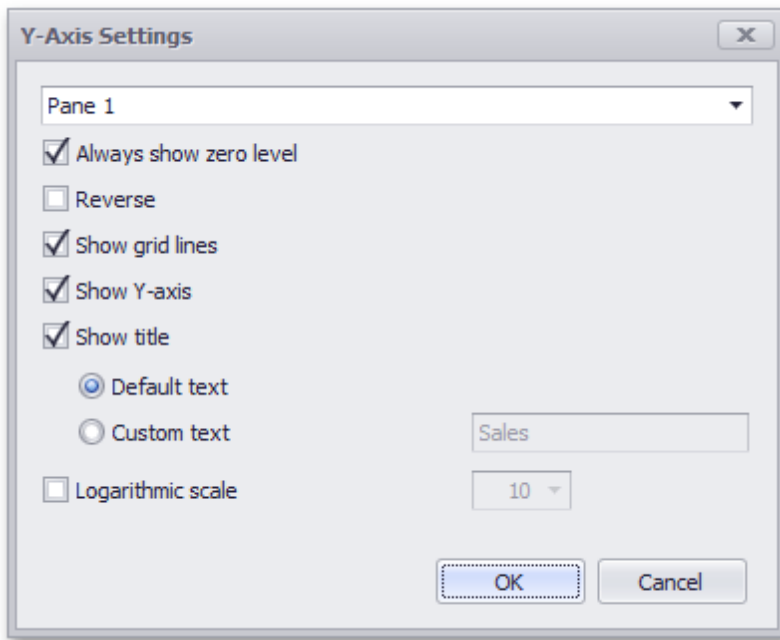 Y-Axis Settings
Pane 1
Always show zero level
Reverse
Show grid lines
Show Y-axis
Show title
Default text
Custom text Sales
Logarithmic scale 10
OK Cancel